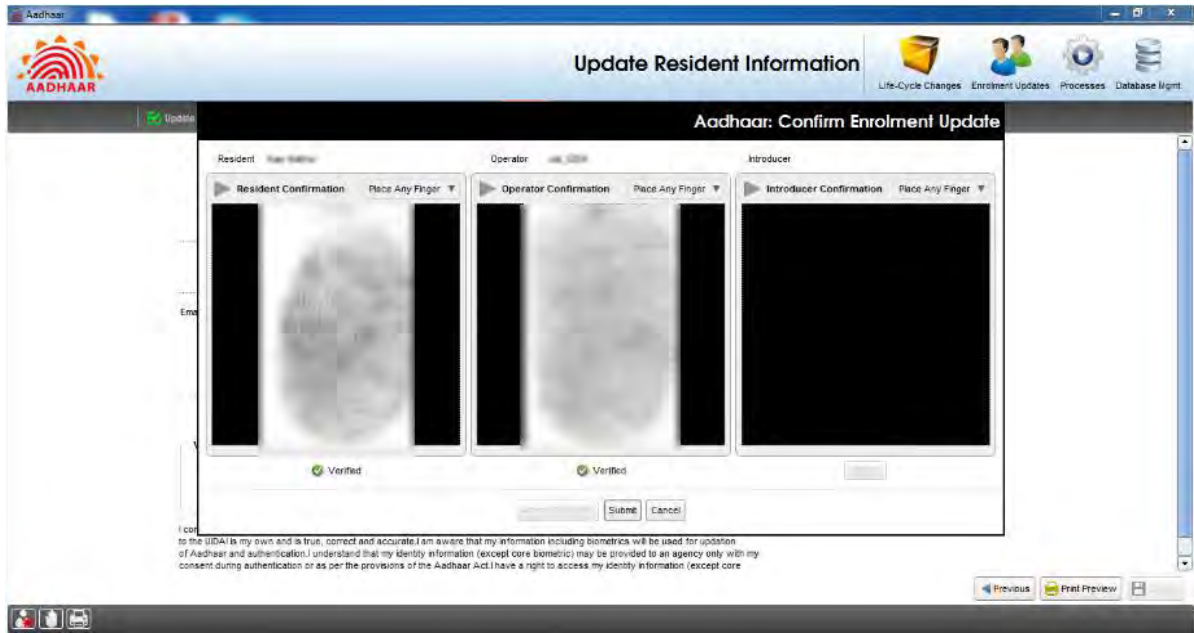 Aadhaar
AADHAAR
Update Resident Information
Life-Cycle Changes Enrolment Updates Processes Database Mgmt
Update
Aadhaar: Confirm Enrolment Update
Resident Operator Introducer
Resident Confirmation Place Any Finger Operator Confirmation Place Any Finger Introducer Confirmation Place Any Finger
Ema
Verified Verified
Submit Cancel
I con
to the UIDAI is my own and is true, correct and accurate.I am aware that my information including biometrics will be used for updation
of Aadhaar and authentication.I understand that my identity information (except core biometric) may be provided to an agency only with my
consent during authentication or as per the provisions of the Aadhaar Act.I have a right to access my identity information (except core
Previous Print Preview